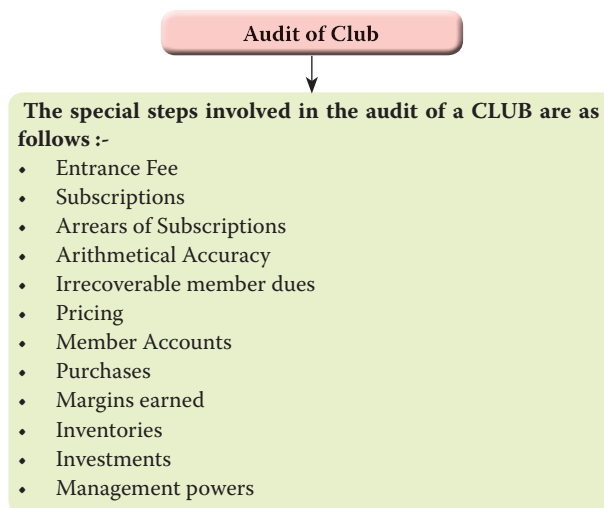 Audit of Club
The special steps involved in the audit of a CLUB are as
follows :-
• Entrance Fee
• Subscriptions
• Arrears of Subscriptions
• Arithmetical Accuracy
• Irrecoverable member dues
• Pricing
• Member Accounts
• Purchases
• Margins earned
• Inventories
• Investments
• Management powers